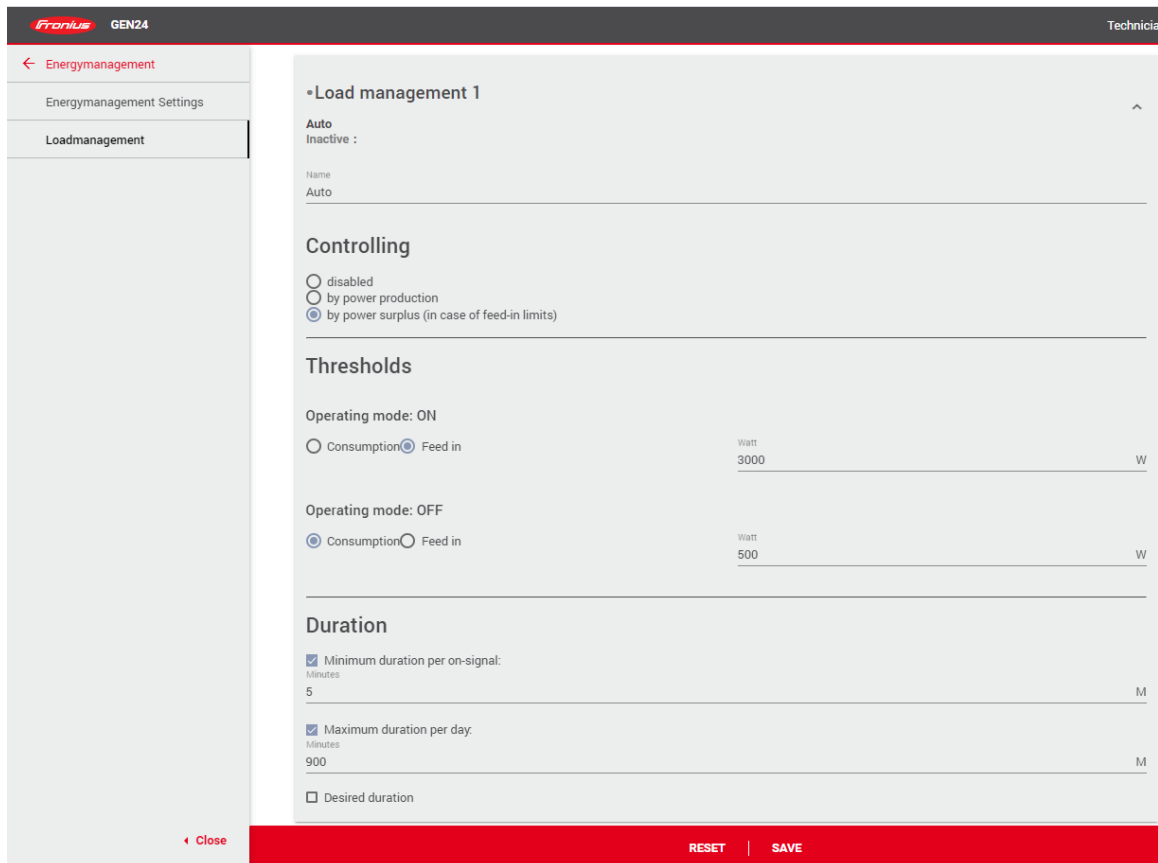 Fronius GEN24
Technicia
Energymanagement
Energymanagement Settings
Loadmanagement
Close
Load management 1
Auto
Inactive :
Name
Auto
Controlling
disabled
by power production
by power surplus (in case of feed-in limits)
Thresholds
Operating mode: ON
Consumption Feed in
Watt
3000 W
Operating mode: OFF
Consumption Feed in
Watt
500 W
Duration
Minimum duration per on-signal:
Minutes
5 M
Maximum duration per day:
Minutes
900 M
Desired duration
RESET | SAVE